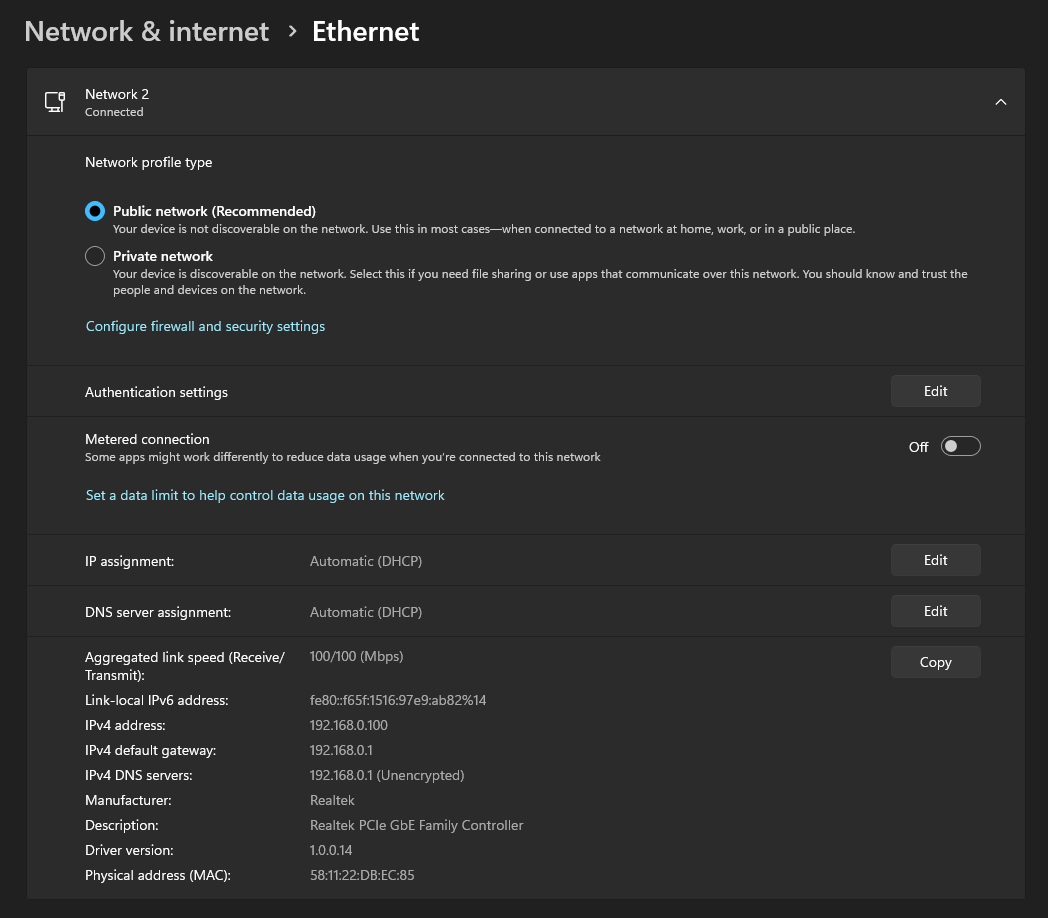 Network & internet > Ethernet
Network 2
Connected
Network profile type
Public network (Recommended)
Your device is not discoverable on the network. Use this in most cases—when connected to a network at home, work, or in a public place.
Private network
Your device is discoverable on the network. Select this if you need file sharing or use apps that communicate over this network. You should know and trust the
people and devices on the network.
Configure firewall and security settings
Authentication settings Edit
Metered connection
Some apps might work differently to reduce data usage when you're connected to this network
Off
Set a data limit to help control data usage on this network
IP assignment: Automatic (DHCP) Edit
DNS server assignment: Automatic (DHCP) Edit
Aggregated link speed (Receive/ 100/100 (Mbps) Copy
Transmit):
Link-local IPv6 address: fe80::f65f:1516:97e9:ab82%14
IPv4 address: 192.168.0.100
IPv4 default gateway: 192.168.0.1
IPv4 DNS servers: 192.168.0.1 (Unencrypted)
Manufacturer: Realtek
Description: Realtek PCIe GbE Family Controller
Driver version: 1.0.0.14
Physical address (MAC): 58:11:22:DB:EC:85